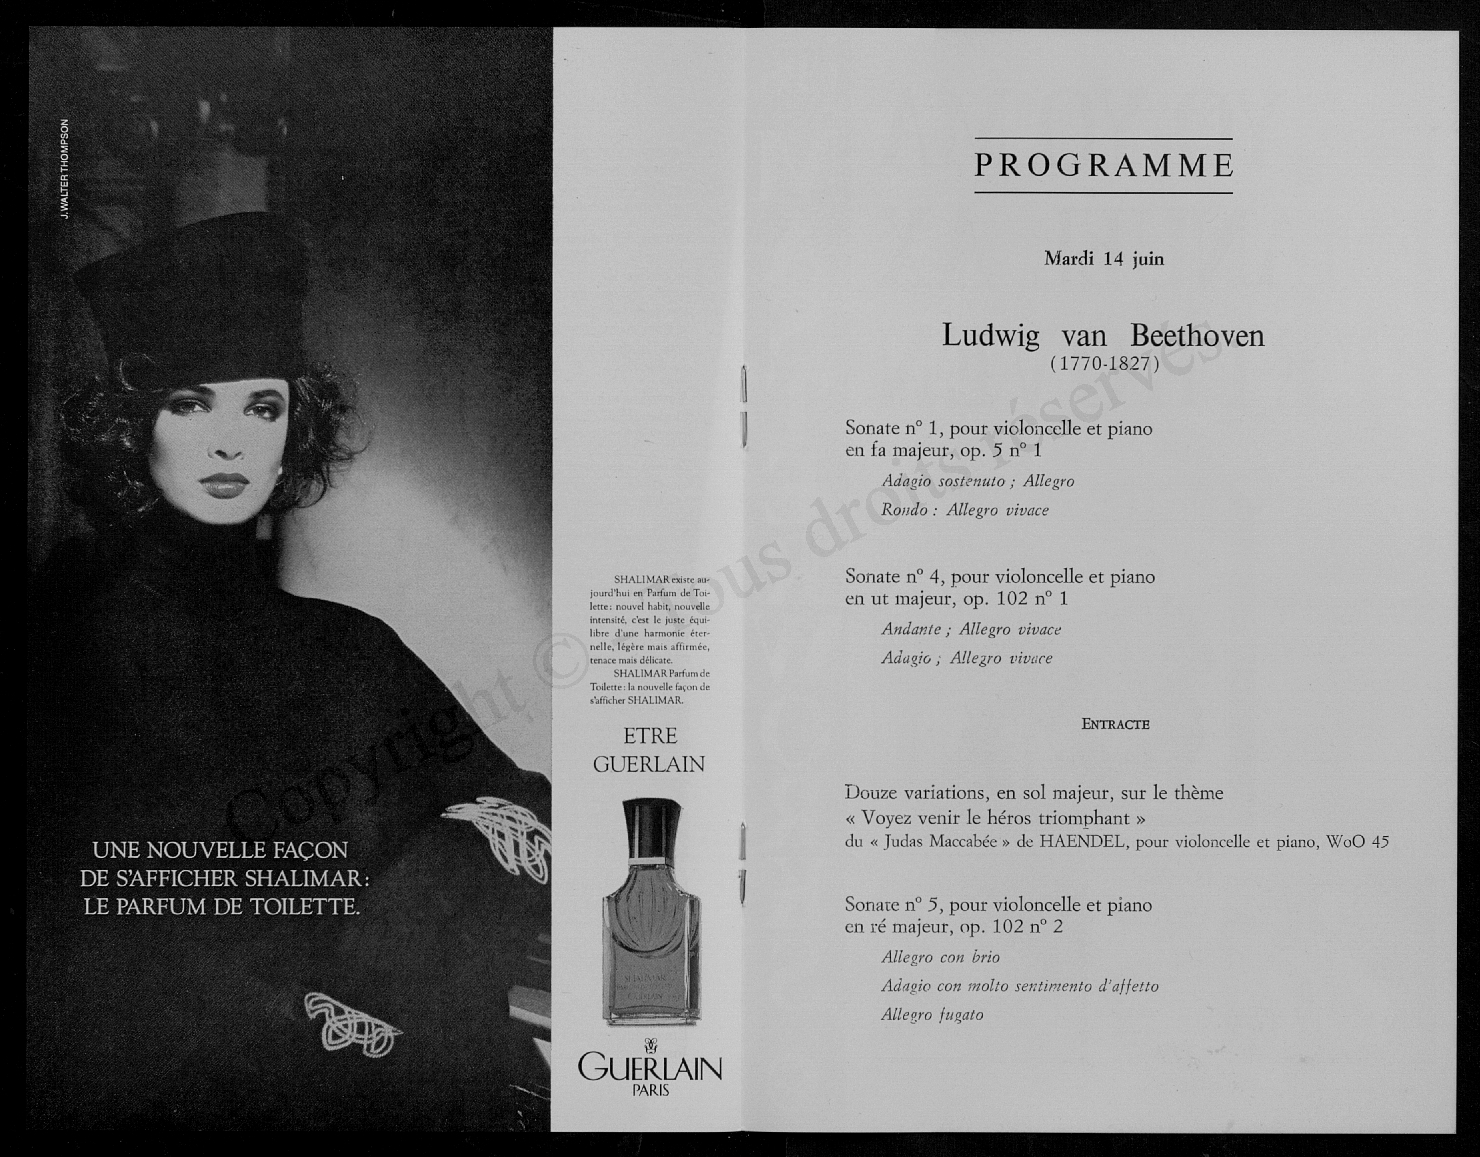 J. WALTER THOMPSON
UNE NOUVELLE FAÇON
DE S'AFFICHER SHALIMAR:
LE PARFUM DE TOILETTE.
SHALIMAR existe au-
jourd'hui en Parfum de Toi-
lette: nouvel habit, nouvelle
intensité, c'est le juste équi-
libre d'une harmonie éter-
nelle, légère mais affirmée,
tenace mais délicate.
SHALIMAR Parfum de
Toilette: la nouvelle façon de
s'afficher SHALIMAR.
ETRE
GUERLAIN
SHALIMAR
GUERLAIN
GUERLAIN
PARIS
PROGRAMME
Mardi 14 juin
Ludwig van Beethoven
(1770-1827)
Sonate n° 1, pour violoncelle et piano
en fa majeur, op. 5 n° 1
Adagio sostenuto ; Allegro
Rondo : Allegro vivace
Sonate n° 4, pour violoncelle et piano
en ut majeur, op. 102 n° 1
Andante ; Allegro vivace
Adagio ; Allegro vivace
ENTRACTE
Douze variations, en sol majeur, sur le thème
« Voyez venir le héros triomphant »
du « Judas Maccabée » de HAENDEL, pour violoncelle et piano, WoO 45
Sonate n° 5, pour violoncelle et piano
en ré majeur, op. 102 n° 2
Allegro con brio
Adagio con molto sentimento d'affetto
Allegro fugato
Copyright © Tous droits réservés